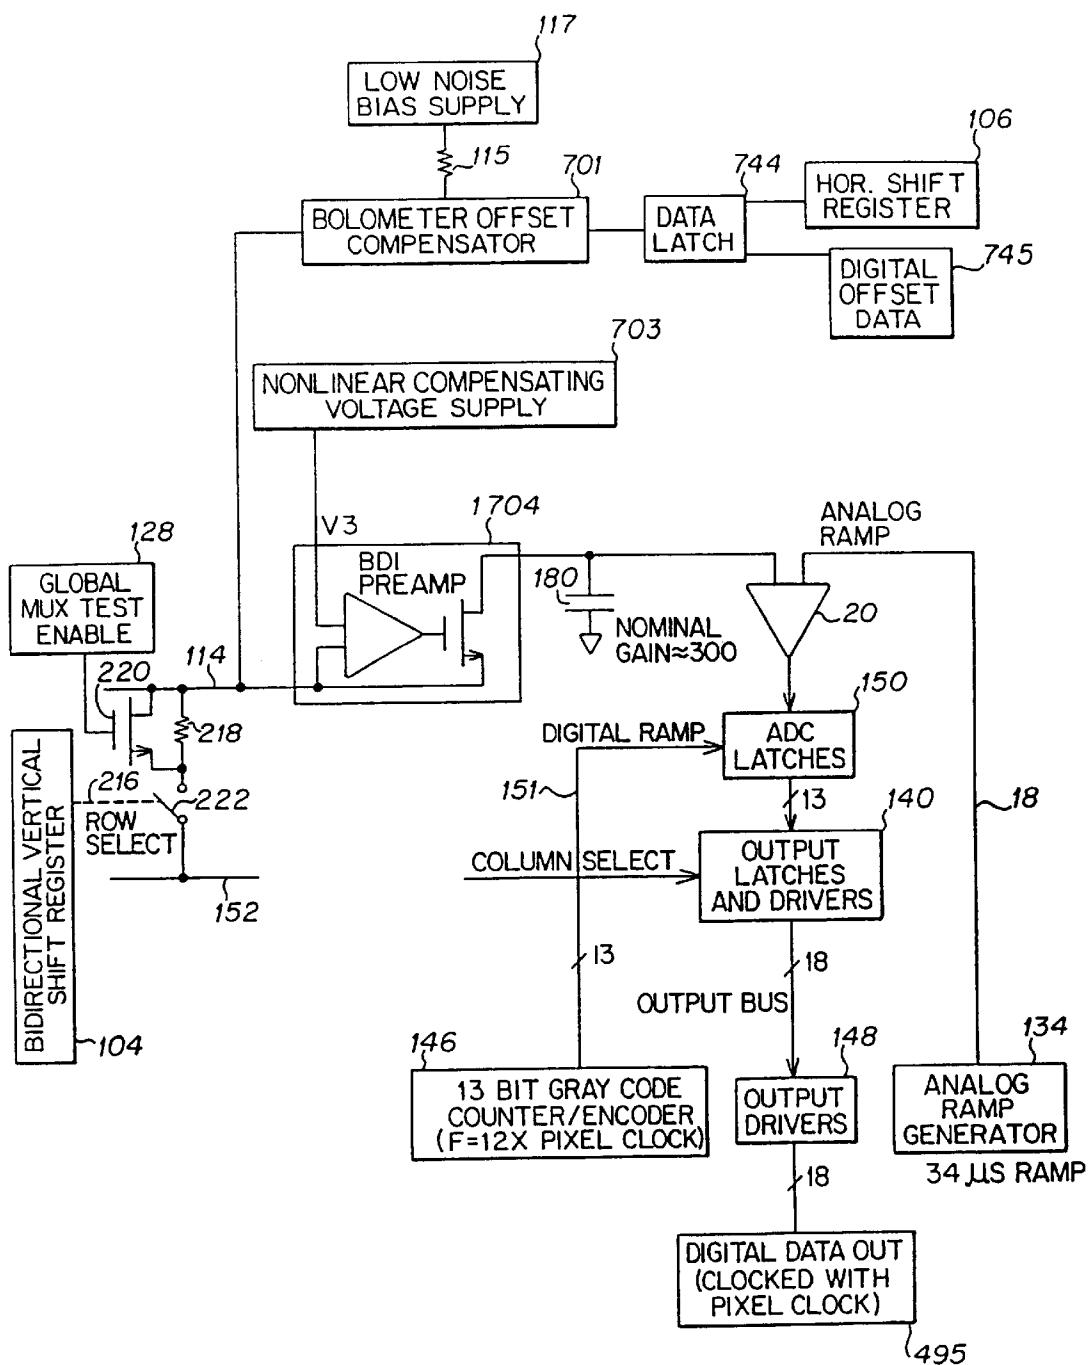 117
LOW NOISE
BIAS SUPPLY
115
701
744
106
BOLOMETER OFFSET
COMPENSATOR
DATA
LATCH
HOR. SHIFT
REGISTER
745
DIGITAL
OFFSET
DATA
703
NONLINEAR COMPENSATING
VOLTAGE SUPPLY
V3
1704
BDI
PREAMP
ANALOG
RAMP
128
GLOBAL
MUX TEST
ENABLE
180
NOMINAL
GAIN≈300
20
220
114
218
216
222
ROW
SELECT
152
BIDIRECTIONAL VERTICAL
SHIFT REGISTER
104
DIGITAL RAMP
150
ADC
LATCHES
151
13
140
18
COLUMN SELECT
OUTPUT
LATCHES
AND DRIVERS
13
18
OUTPUT BUS
146
13 BIT GRAY CODE
COUNTER/ENCODER
(F=12X PIXEL CLOCK)
148
OUTPUT
DRIVERS
134
ANALOG
RAMP
GENERATOR
34 µS RAMP
18
DIGITAL DATA OUT
(CLOCKED WITH
PIXEL CLOCK)
495